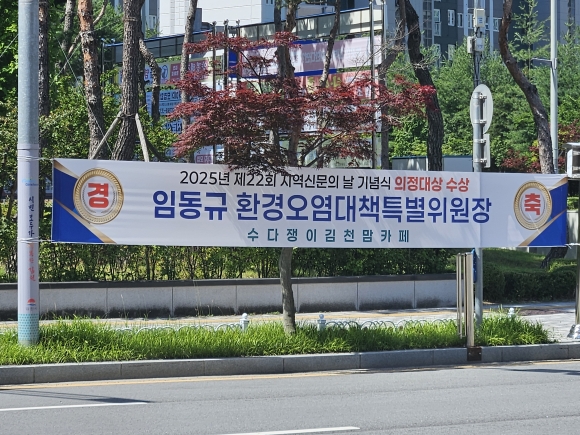 경
2025년 제22회 지역신문의 날 기념식 의정대상 수상
임동규 환경오염대책특별위원장
수다쟁이김천맘카페
축